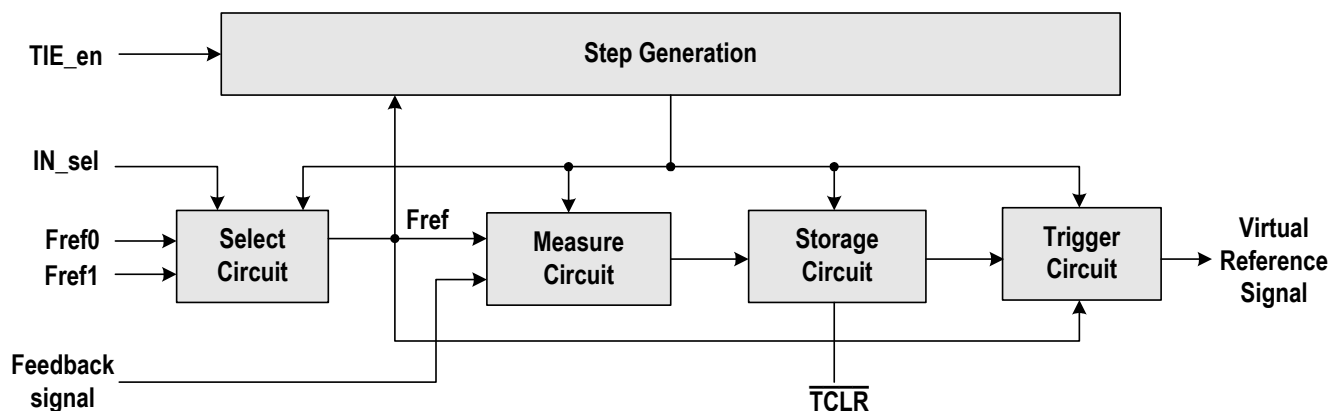 TIE_en
Step Generation
IN_sel
Fref0
Fref1
Select
Circuit
Fref
Measure
Circuit
Storage
Circuit
Trigger
Circuit
Virtual
Reference
Signal
Feedback
signal
TCLR